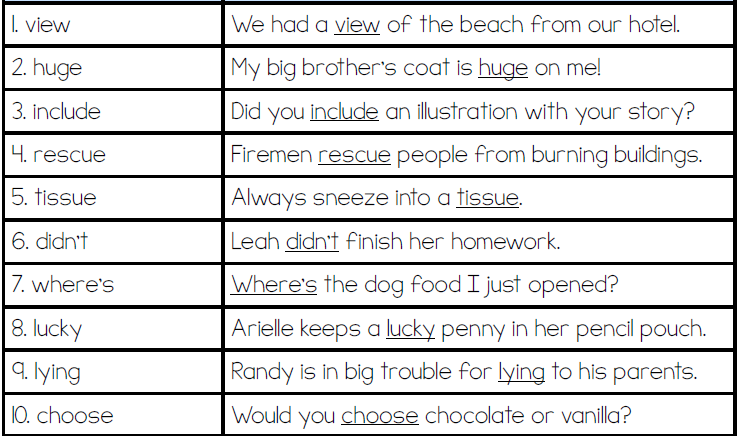 1. view We had a view of the beach from our hotel.
2. huge My big brother's coat is huge on me!
3. include Did you include an illustration with your story?
4. rescue Firemen rescue people from burning buildings.
5. tissue Always sneeze into a tissue.
6. didn't Leah didn't finish her homework.
7. where's Where's the dog food I just opened?
8. lucky Arielle keeps a lucky penny in her pencil pouch.
9. lying Randy is in big trouble for lying to his parents.
10. choose Would you choose chocolate or vanilla?